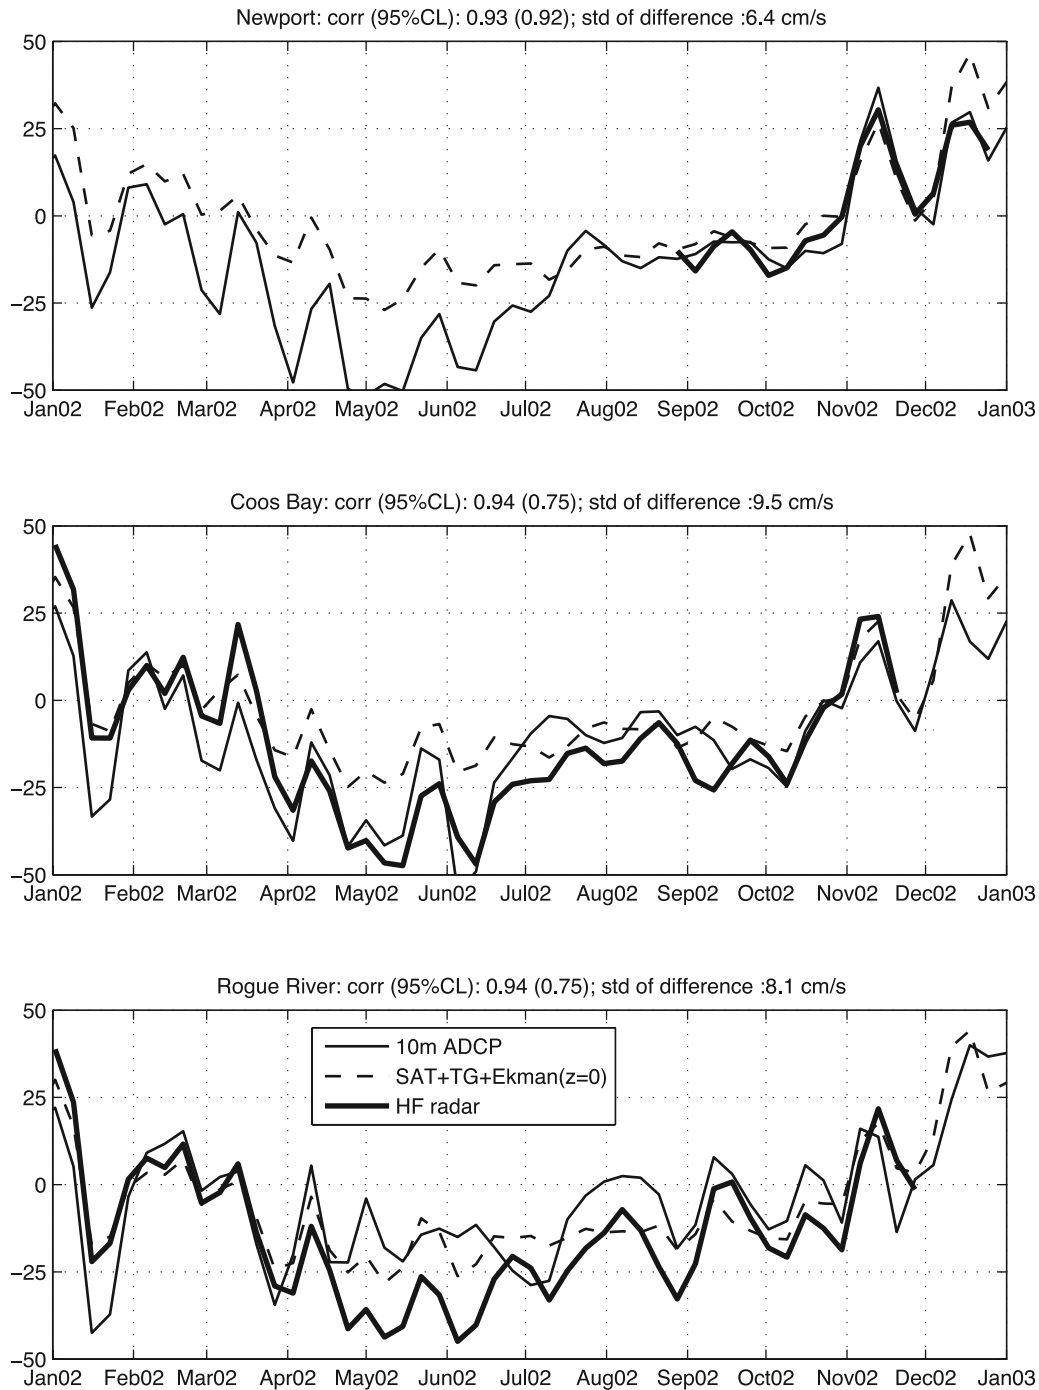 Newport: corr (95%CL): 0.93 (0.92); std of difference :6.4 cm/s
50
25
0
−25
−50
Jan02 Feb02 Mar02 Apr02 May02 Jun02 Jul02 Aug02 Sep02 Oct02 Nov02 Dec02 Jan03
Coos Bay: corr (95%CL): 0.94 (0.75); std of difference :9.5 cm/s
50
25
0
−25
−50
Jan02 Feb02 Mar02 Apr02 May02 Jun02 Jul02 Aug02 Sep02 Oct02 Nov02 Dec02 Jan03
Rogue River: corr (95%CL): 0.94 (0.75); std of difference :8.1 cm/s
50
10m ADCP
SAT+TG+Ekman(z=0)
25
HF radar
0
−25
−50
Jan02 Feb02 Mar02 Apr02 May02 Jun02 Jul02 Aug02 Sep02 Oct02 Nov02 Dec02 Jan03